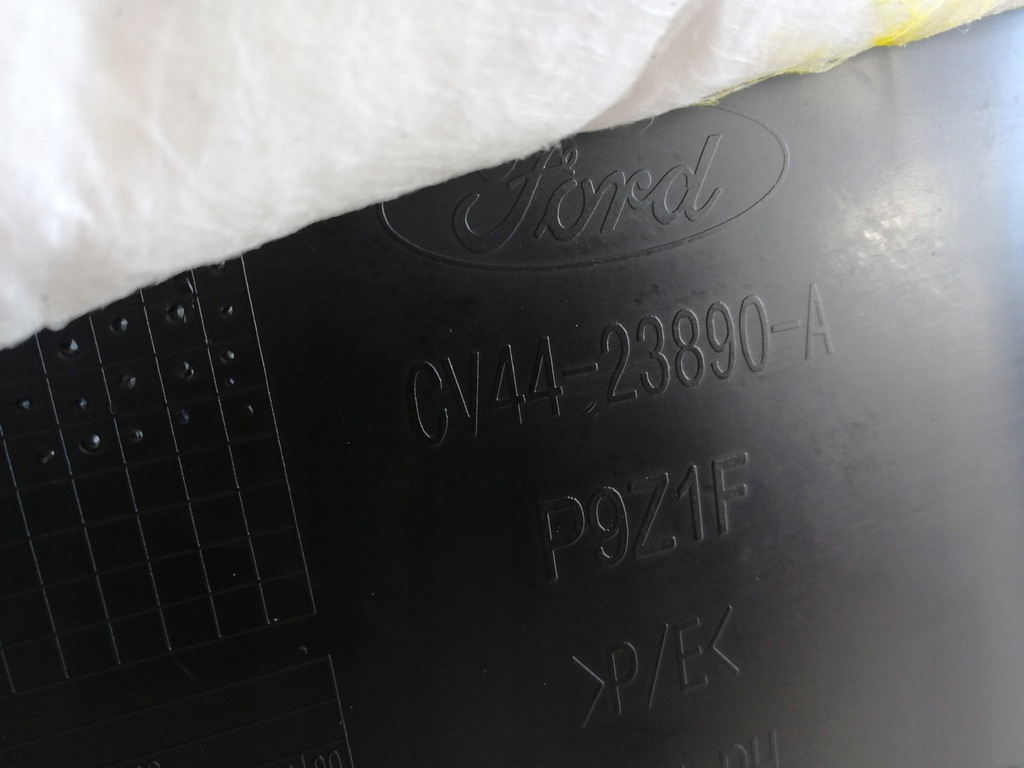 Ford
CV44-23890-A
P9Z1F
>P/E<